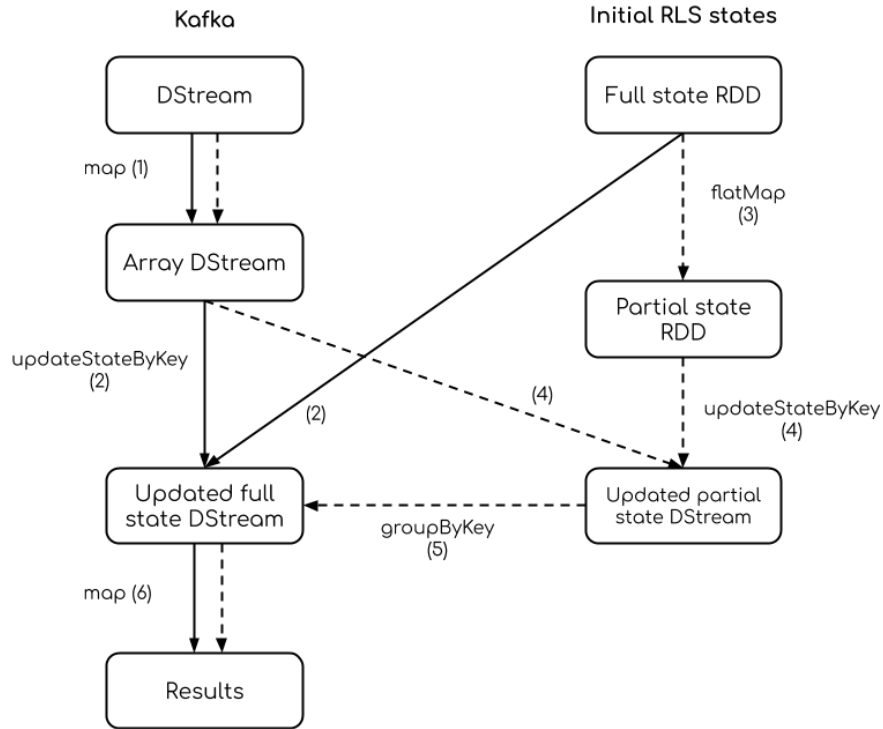 Kafka
Initial RLS states
DStream
Full state RDD
map (1)
flatMap
(3)
Array DStream
Partial state
RDD
updateStateByKey
(2)
(4)
(2)
updateStateByKey
(4)
Updated full
state DStream
Updated partial
state DStream
groupByKey
(5)
map (6)
Results